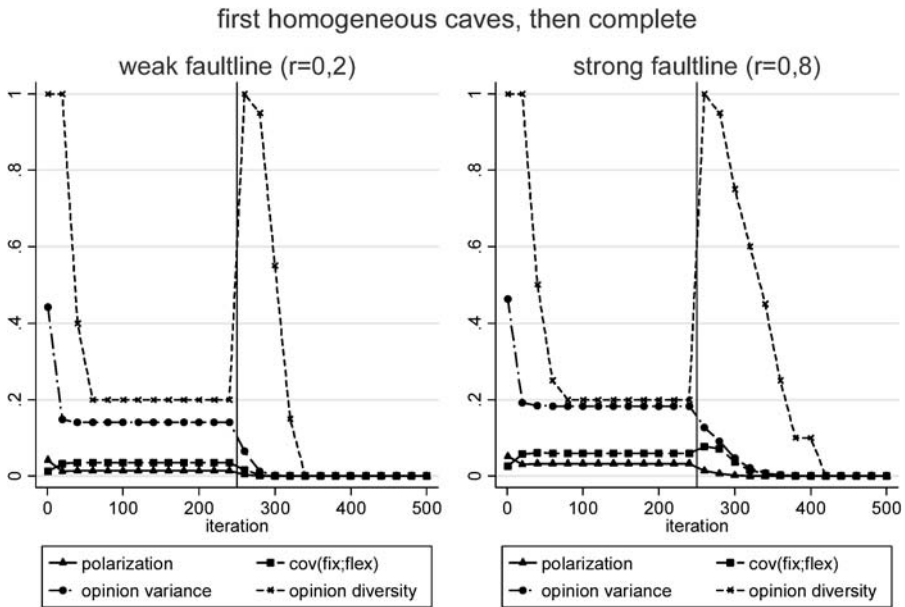 first homogeneous caves, then complete
weak faultline (r=0,2)
1
.8
.6
.4
.2
0
0 100 200 300 400 500
iteration
polarization cov(fix;flex)
opinion variance opinion diversity
strong faultline (r=0,8)
1
.8
.6
.4
.2
0
0 100 200 300 400 500
iteration
polarization cov(fix;flex)
opinion variance opinion diversity